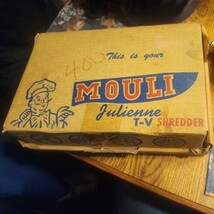 This is your
400
MOULI
Julienne
T-V SHREDDER